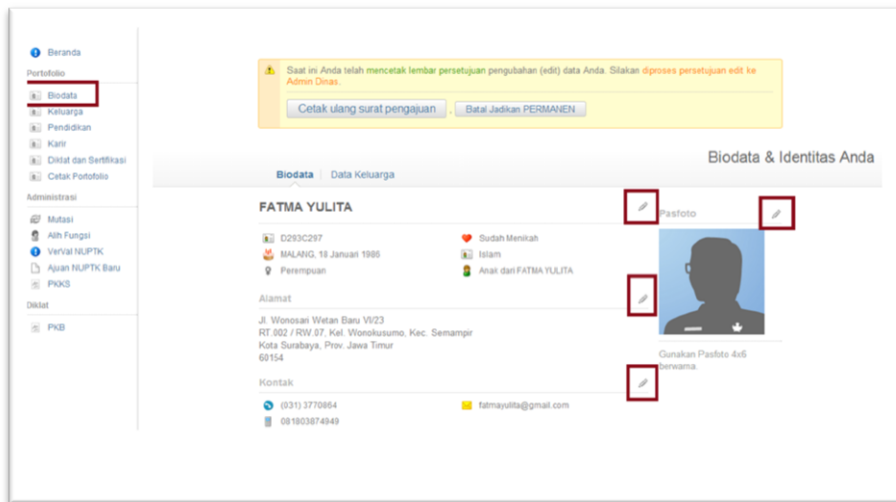 Beranda
Portofolio
Biodata
Keluarga
Pendidikan
Karir
Diklat dan Sertifikasi
Cetak Portofolio
Administrasi
Mutasi
Alih Fungsi
VerVal NUPTK
Ajuan NUPTK Baru
PKKS
Diklat
PKB
Saat ini Anda telah mencetak lembar persetujuan pengubahan (edit) data Anda. Silakan diproses persetujuan edit ke
Admin Dinas.
Cetak ulang surat pengajuan , Batal Jadikan PERMANEN
Biodata & Identitas Anda
Biodata Data Keluarga
FATMA YULITA
D293C297
Sudah Menikah
MALANG, 18 Januari 1986
Islam
Perempuan
Anak dari FATMA YULITA
Alamat
Jl. Wonosari Wetan Baru VI/23
RT.002 / RW.07, Kel. Wonokusumo, Kec. Semampir
Kota Surabaya, Prov. Jawa Timur
60154
Kontak
(031) 3770864
fatmayulita@gmail.com
081803874949
Pasfoto
Gunakan Pasfoto 4x6
berwarna.